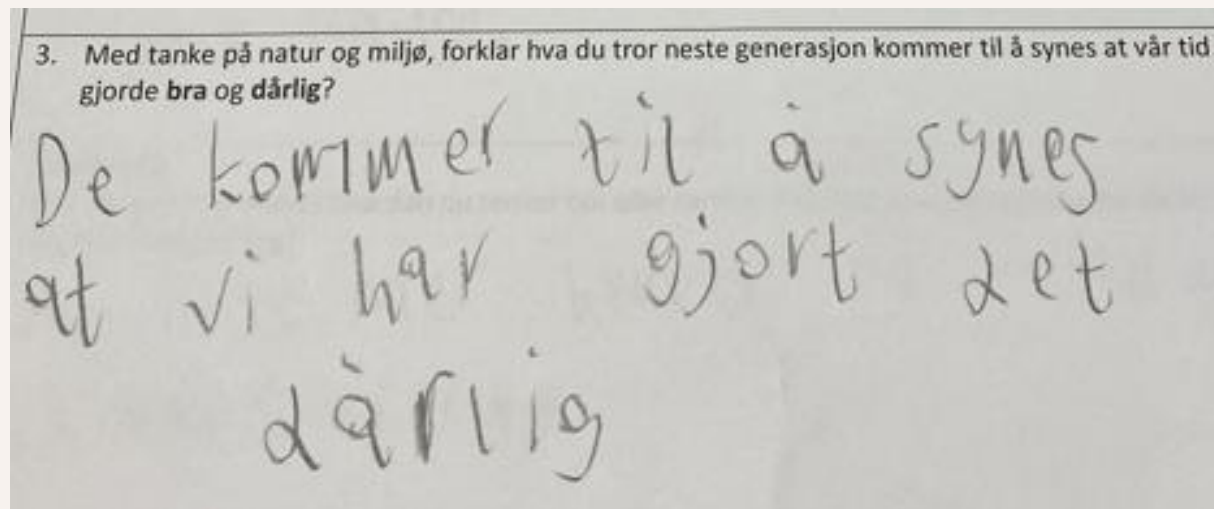 3. Med tanke på natur og miljø, forklar hva du tror neste generasjon kommer til å synes at vår tid
gjorde bra og dårlig?
De kommer til å synes
at vi har gjort det
dårlig